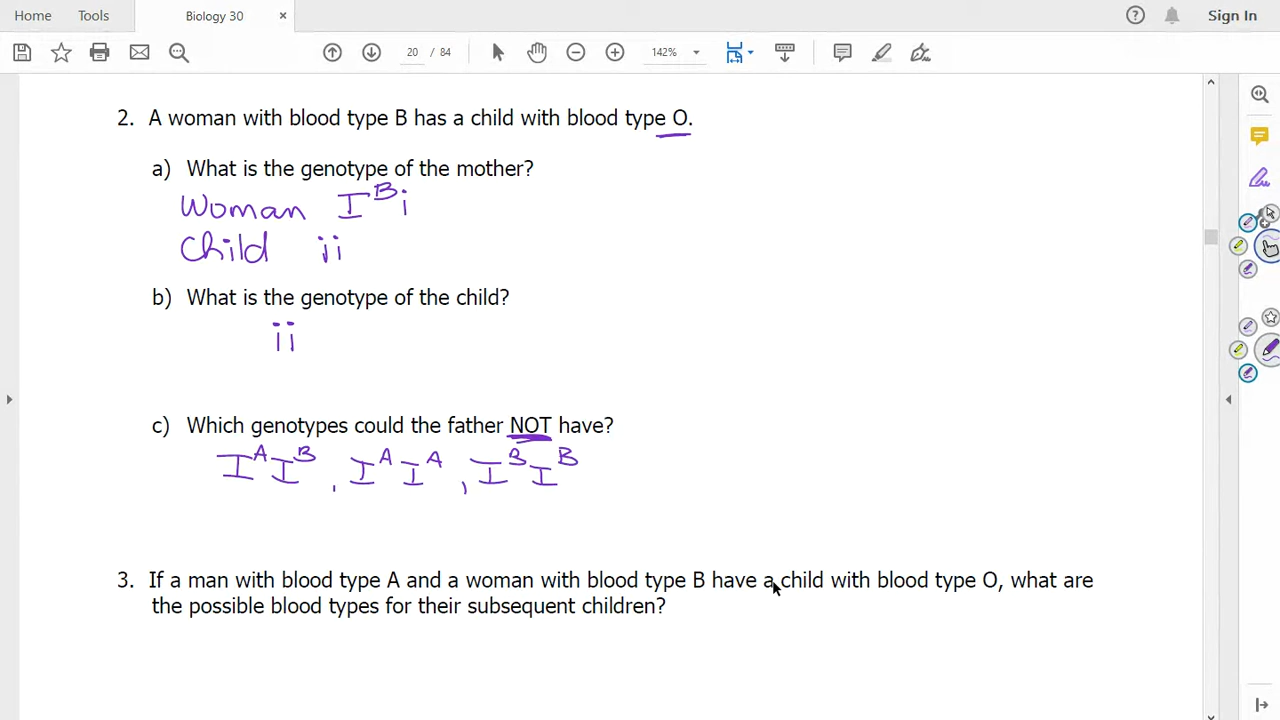 Home Tools Biology 30 × Sign In
20 / 84 142%
2. A woman with blood type B has a child with blood type O.
a) What is the genotype of the mother?
Woman I^B i
Child ii
b) What is the genotype of the child?
ii
c) Which genotypes could the father NOT have?
I^A I^B, I^A I^A, I^B I^B
3. If a man with blood type A and a woman with blood type B have a child with blood type O, what are
the possible blood types for their subsequent children?